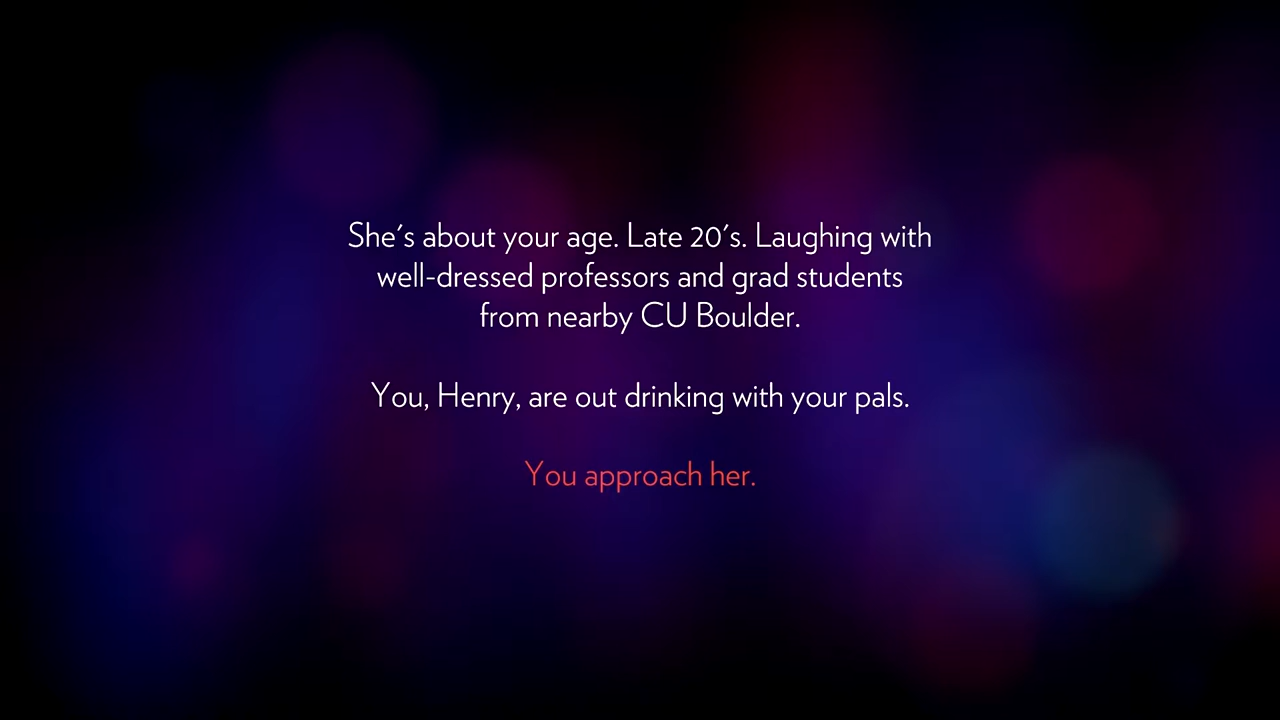 She's about your age. Late 20's. Laughing with
well-dressed professors and grad students
from nearby CU Boulder.
You, Henry, are out drinking with your pals.
You approach her.